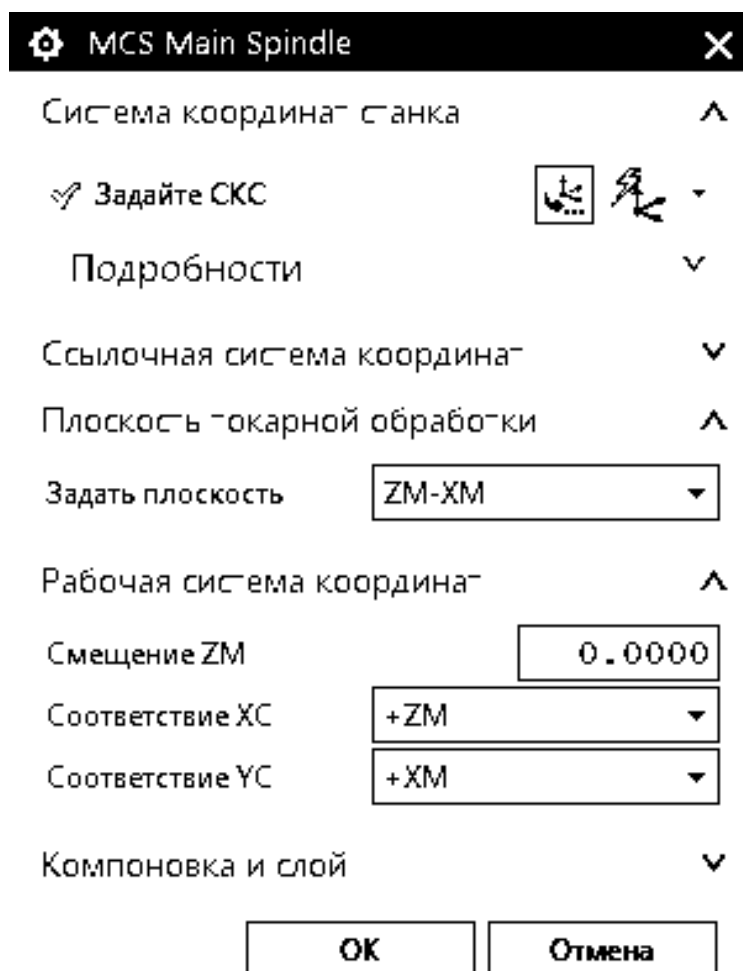 MCS Main Spindle
Система координат станка
Задайте СКС
Подробности
Ссылочная система координат
Плоскость токарной обработки
Задать плоскость ZM-XM
Рабочая система координат
Смещение ZM 0.0000
Соответствие XC +ZM
Соответствие YC +XM
Компоновка и слой
ОК Отмена